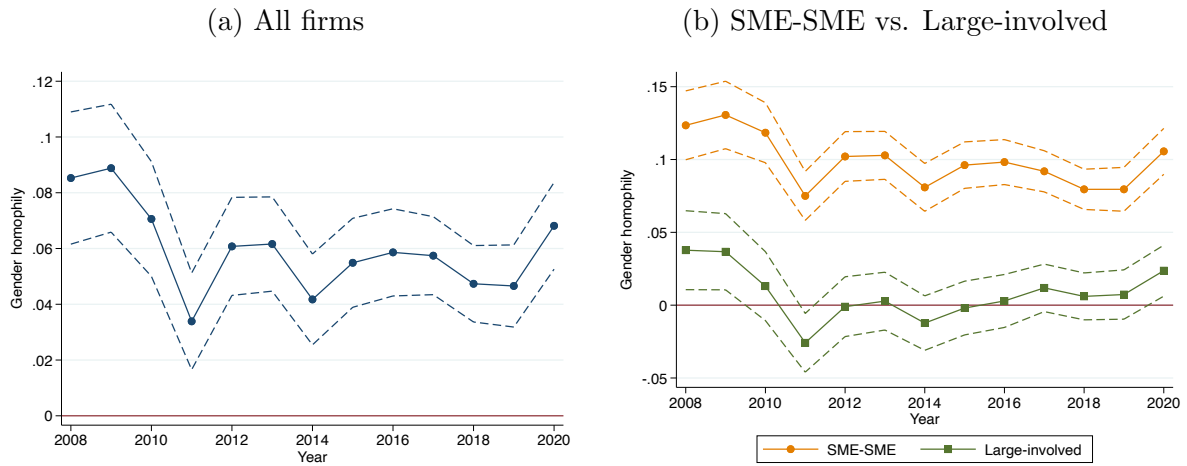 (a) All firms
.12
.1
.08
.06
.04
.02
0
Gender homophily
2008 2010 2012 2014 2016 2018 2020
Year
(b) SME-SME vs. Large-involved
.15
.1
.05
0
-.05
Gender homophily
2008 2010 2012 2014 2016 2018 2020
Year
SME-SME Large-involved